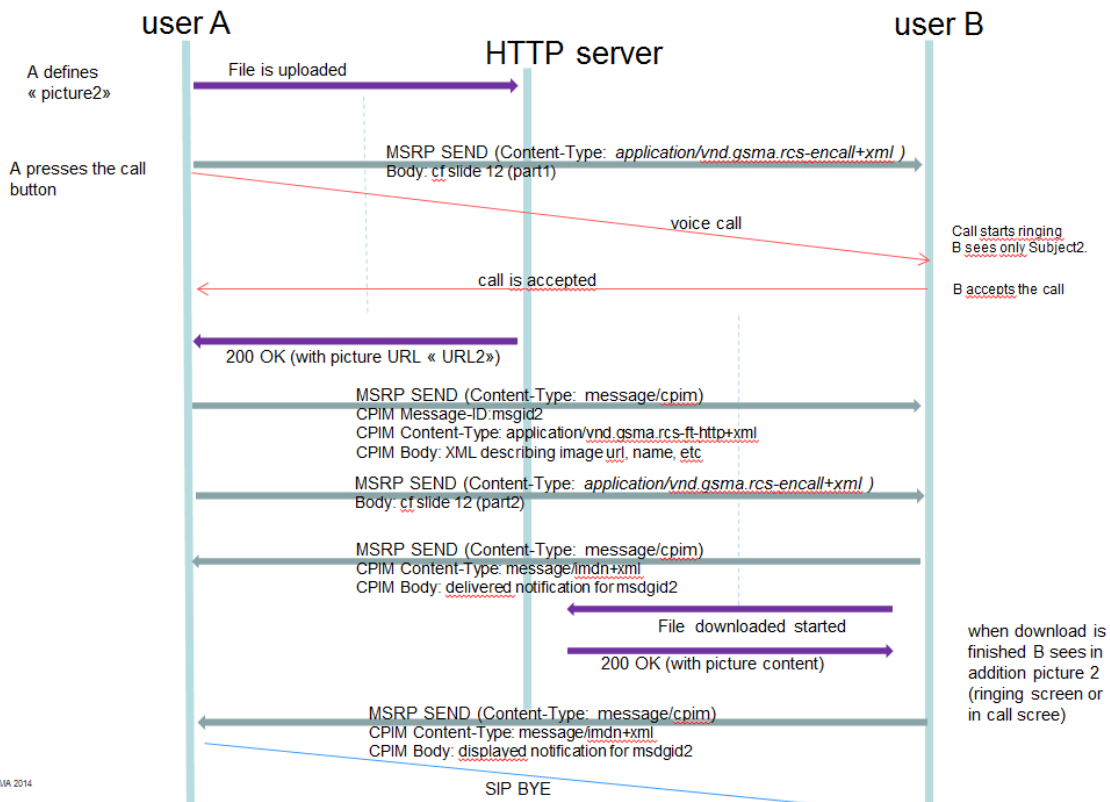 user A
user B
HTTP server
A defines
« picture2»
File is uploaded
A presses the call
button
MSRP SEND (Content-Type: application/vnd.gsma.rcs-encall+xml )
Body: cf slide 12 (part1)
voice call
Call starts ringing
B sees only Subject2.
call is accepted
B accepts the call
200 OK (with picture URL « URL2»)
MSRP SEND (Content-Type: message/cpim)
CPIM Message-ID:msgid2
CPIM Content-Type: application/vnd.gsma.rcs-ft-http+xml
CPIM Body: XML describing image url, name, etc
MSRP SEND (Content-Type: application/vnd.gsma.rcs-encall+xml )
Body: cf slide 12 (part2)
MSRP SEND (Content-Type: message/cpim)
CPIM Content-Type: message/imdn+xml
CPIM Body: delivered notification for msdgid2
File downloaded started
200 OK (with picture content)
when download is
finished B sees in
addition picture 2
(ringing screen or
in call scree)
MSRP SEND (Content-Type: message/cpim)
CPIM Content-Type: message/imdn+xml
CPIM Body: displayed notification for msdgid2
SIP BYE
MA 2014